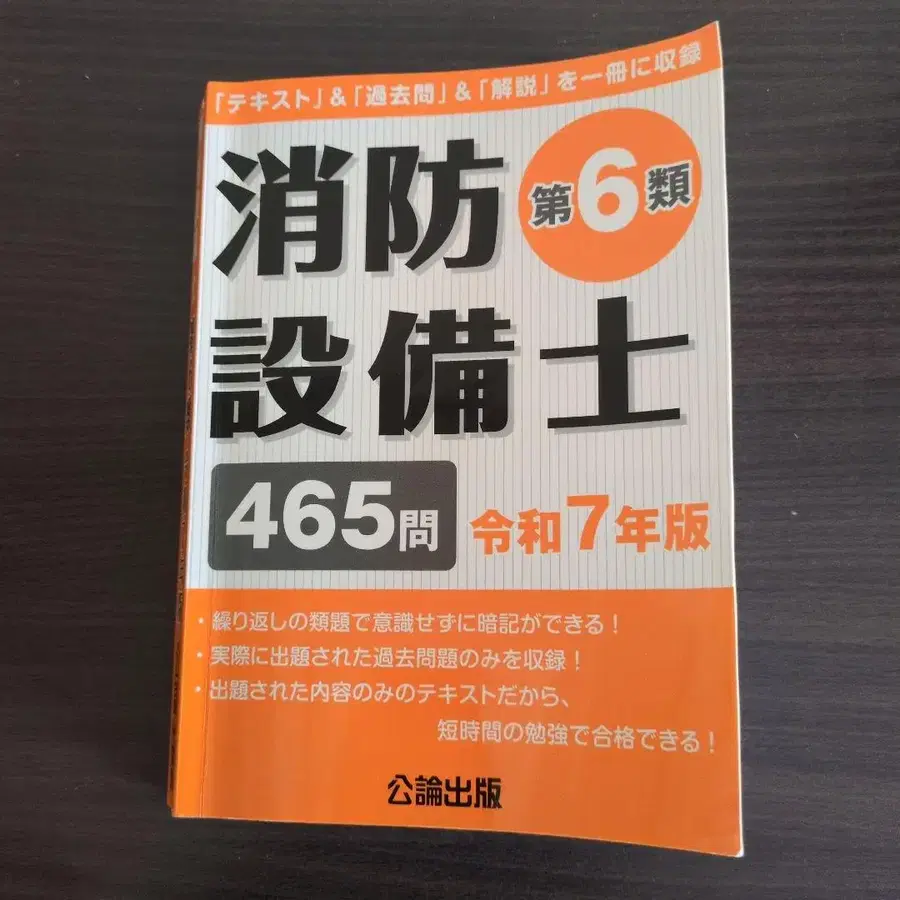 「テキスト」&「過去問」&「解説」を一冊に収録
消防
第6類
設備士
465問
令和7年版
・繰り返しの類題で意識せずに暗記ができる!
・実際に出題された過去問題のみを収録!
・出題された内容のみのテキストだから、
短時間の勉強で合格できる!
公論出版